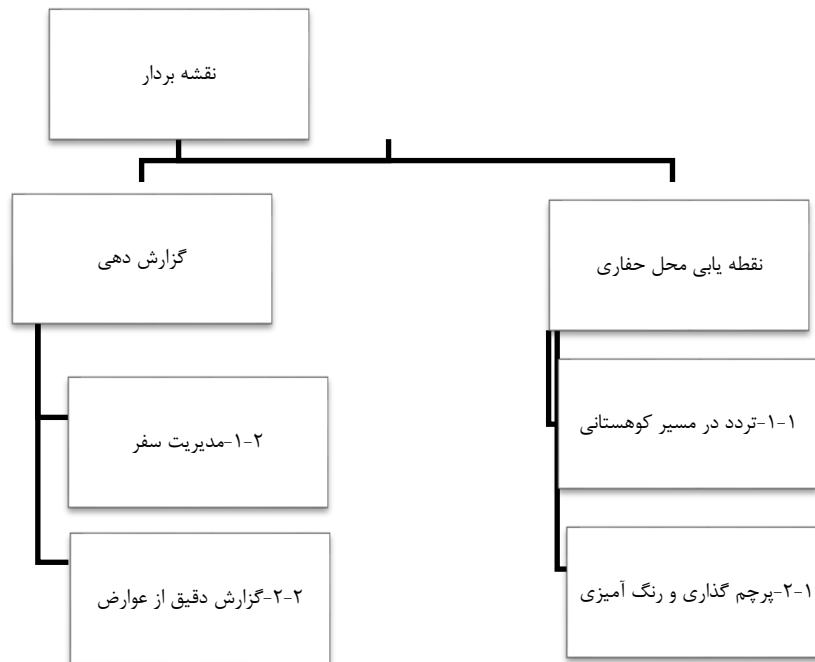 نقشه بردار
نقطه یابی محل حفاری
۱-۱-تردد در مسیر کوهستانی
۲-۱-پرچم گذاری و رنگ آمیزی
گزارش دهی
۱-۲-مدیریت سفر
۲-۲-گزارش دقیق از عوارض